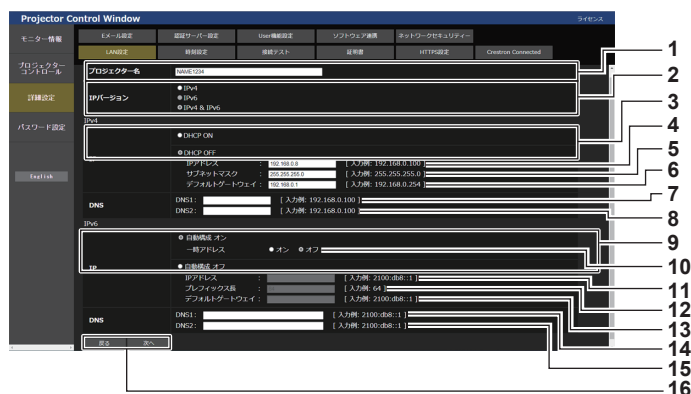 Projector Control Window
ライセンス
モニター情報
Eメール設定 認証サーバー設定 User機能設定 ソフトウェア連携 ネットワークセキュリティー
LAN設定 時刻設定 接続テスト 証明書 HTTPS設定 Crestron Connected
プロジェクター
コントロール
詳細設定
パスワード設定
English
プロジェクター名 NAME1234
IPバージョン
IPv4
IPv6
IPv4 & IPv6
IPv4
DHCP ON
DHCP OFF
IPアドレス : 192.168.0.8 [ 入力例: 192.168.0.100 ]
サブネットマスク : 255.255.255.0 [ 入力例: 255.255.255.0 ]
デフォルトゲートウェイ : 192.168.0.1 [ 入力例: 192.168.0.254 ]
DNS
DNS1: [ 入力例: 192.168.0.100 ]
DNS2: [ 入力例: 192.168.0.100 ]
IPv6
IP
自動構成 オン
一時アドレス オン オフ
自動構成 オフ
IPアドレス : [ 入力例: 2100:db8::1 ]
プレフィックス長 : [ 入力例: 64 ]
デフォルトゲートウェイ : [ 入力例: 2100:db8::1 ]
DNS
DNS1: [ 入力例: 2100:db8::1 ]
DNS2: [ 入力例: 2100:db8::1 ]
戻る 次へ
1
2
3
4
5
6
7
8
9
10
11
12
13
14
15
16